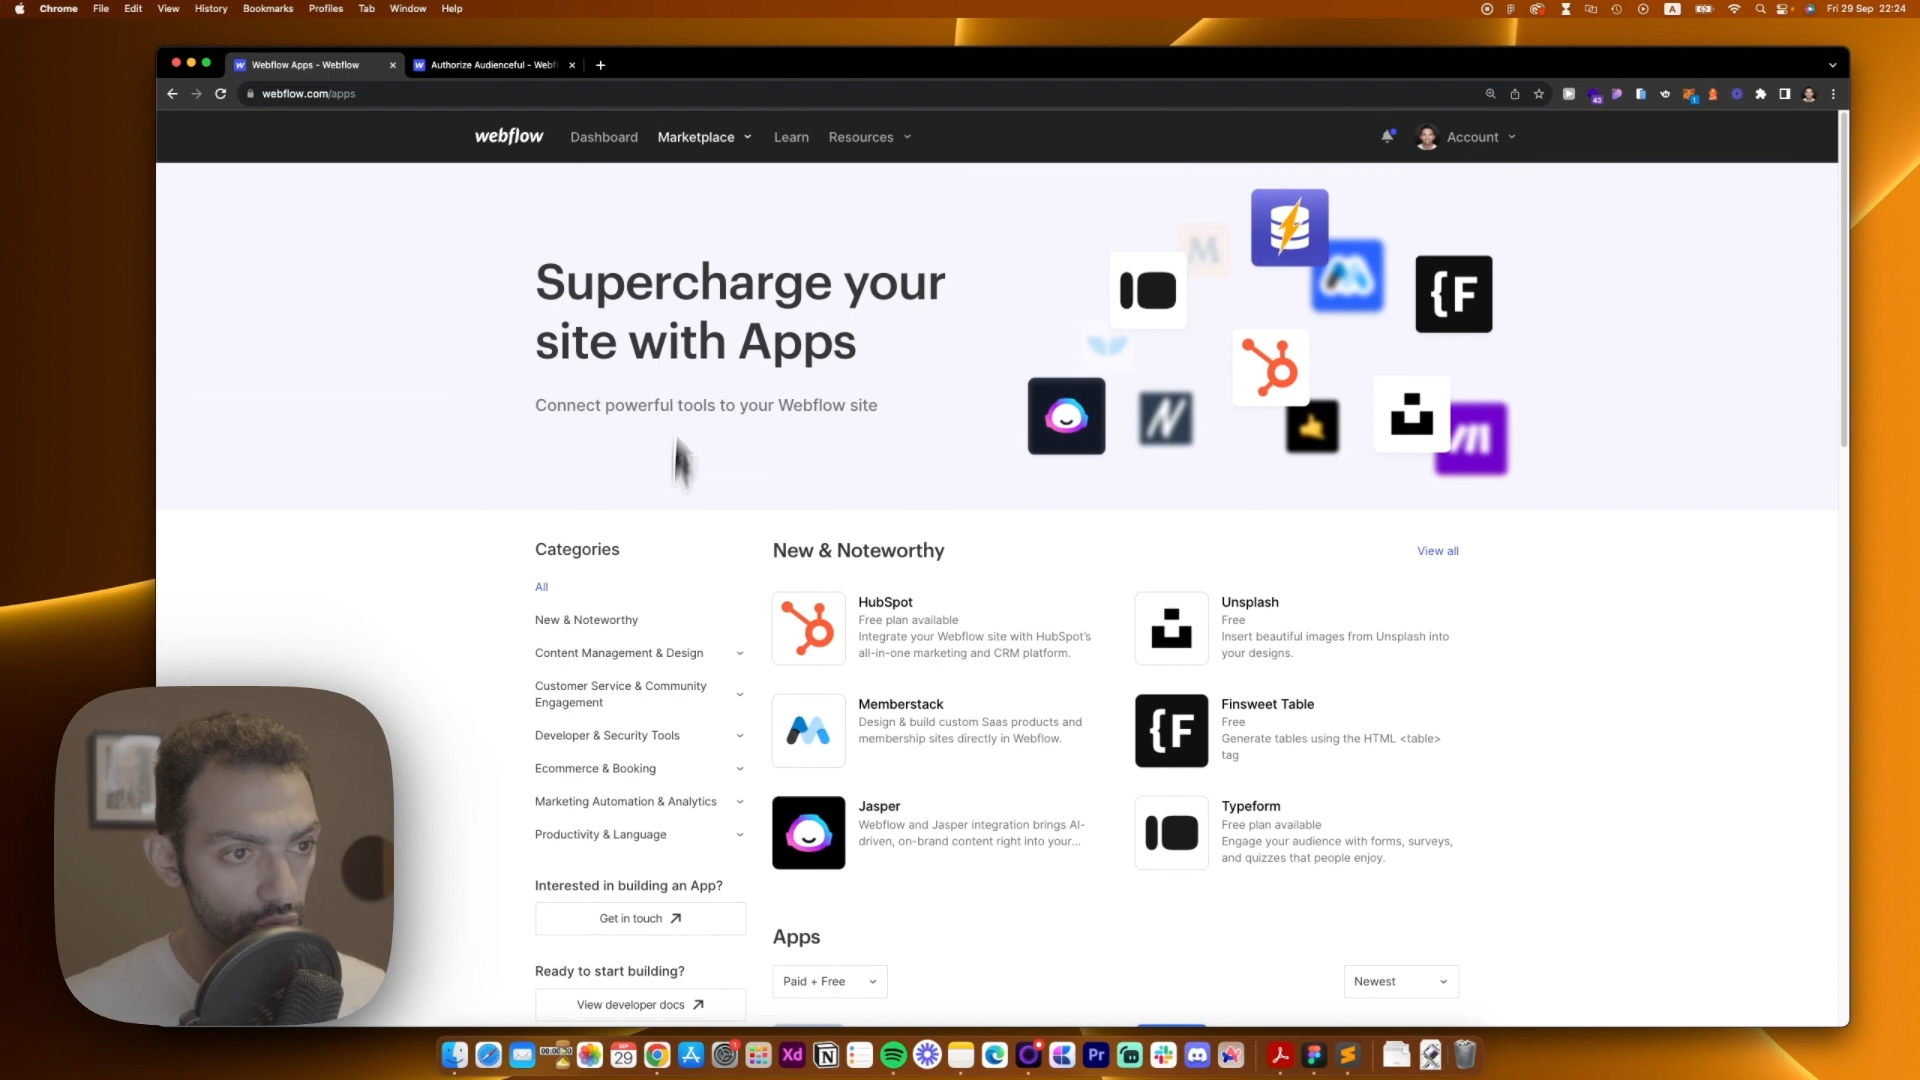 Chrome File Edit View History Bookmarks Profiles Tab Window Help
A
Fri 29 Sep 22:24
Webflow Apps - Webflow
Authorize Audienceful - Webfl
webflow.com/apps
43
1
webflow
Dashboard
Marketplace
Learn
Resources
Account
Supercharge your
site with Apps
Connect powerful tools to your Webflow site
M
{F
N
Categories
All
New & Noteworthy
Content Management & Design
Customer Service & Community
Engagement
Developer & Security Tools
Ecommerce & Booking
Marketing Automation & Analytics
Productivity & Language
Interested in building an App?
Get in touch
Ready to start building?
View developer docs
New & Noteworthy
View all
HubSpot
Free plan available
Integrate your Webflow site with HubSpot's
all-in-one marketing and CRM platform.
Unsplash
Free
Insert beautiful images from Unsplash into
your designs.
Memberstack
Design & build custom Saas products and
membership sites directly in Webflow.
{F
Finsweet Table
Free
Generate tables using the HTML <table>
tag
Jasper
Webflow and Jasper integration brings AI-
driven, on-brand content right into your...
Typeform
Free plan available
Engage your audience with forms, surveys,
and quizzes that people enjoy.
Apps
Paid + Free
Newest
SEP
29
Xd
Pr